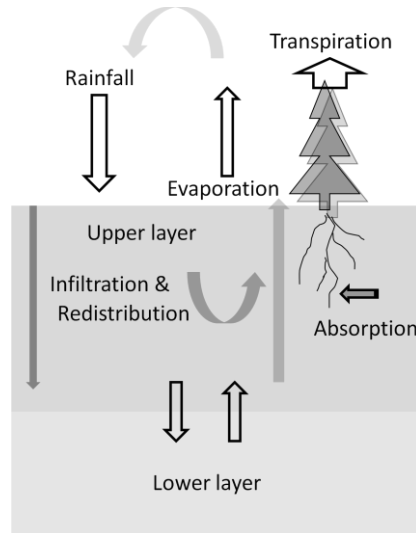 Transpiration
Rainfall
Evaporation
Upper layer
Infiltration &
Redistribution
Absorption
Lower layer